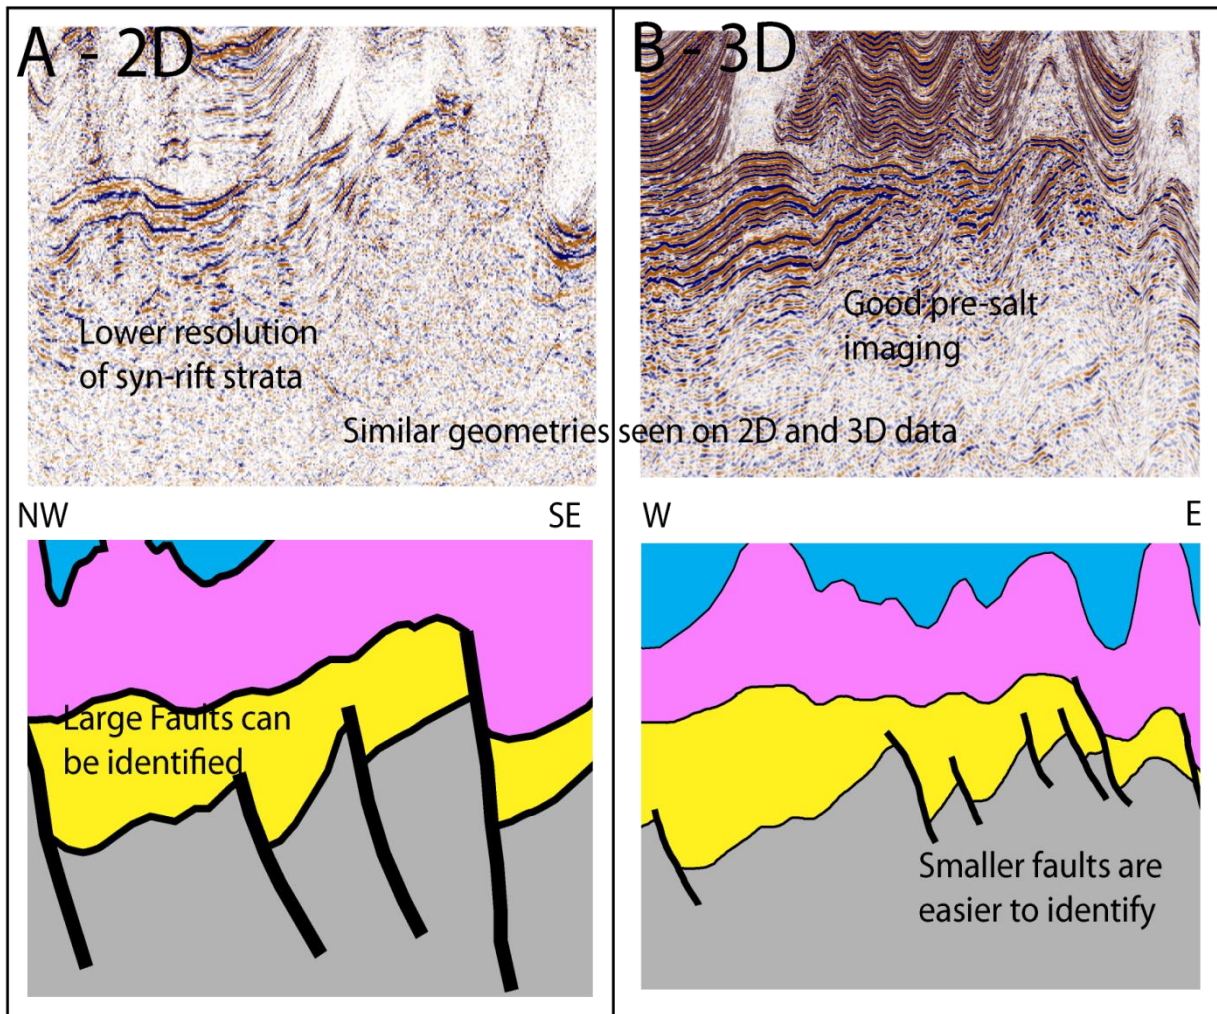 A - 2D
B - 3D
Lower resolution
of syn-rift strata
Good pre-salt
imaging
Similar geometries seen on 2D and 3D data
NW
SE
W
E
Large Faults can
be identified
Smaller faults are
easier to identify